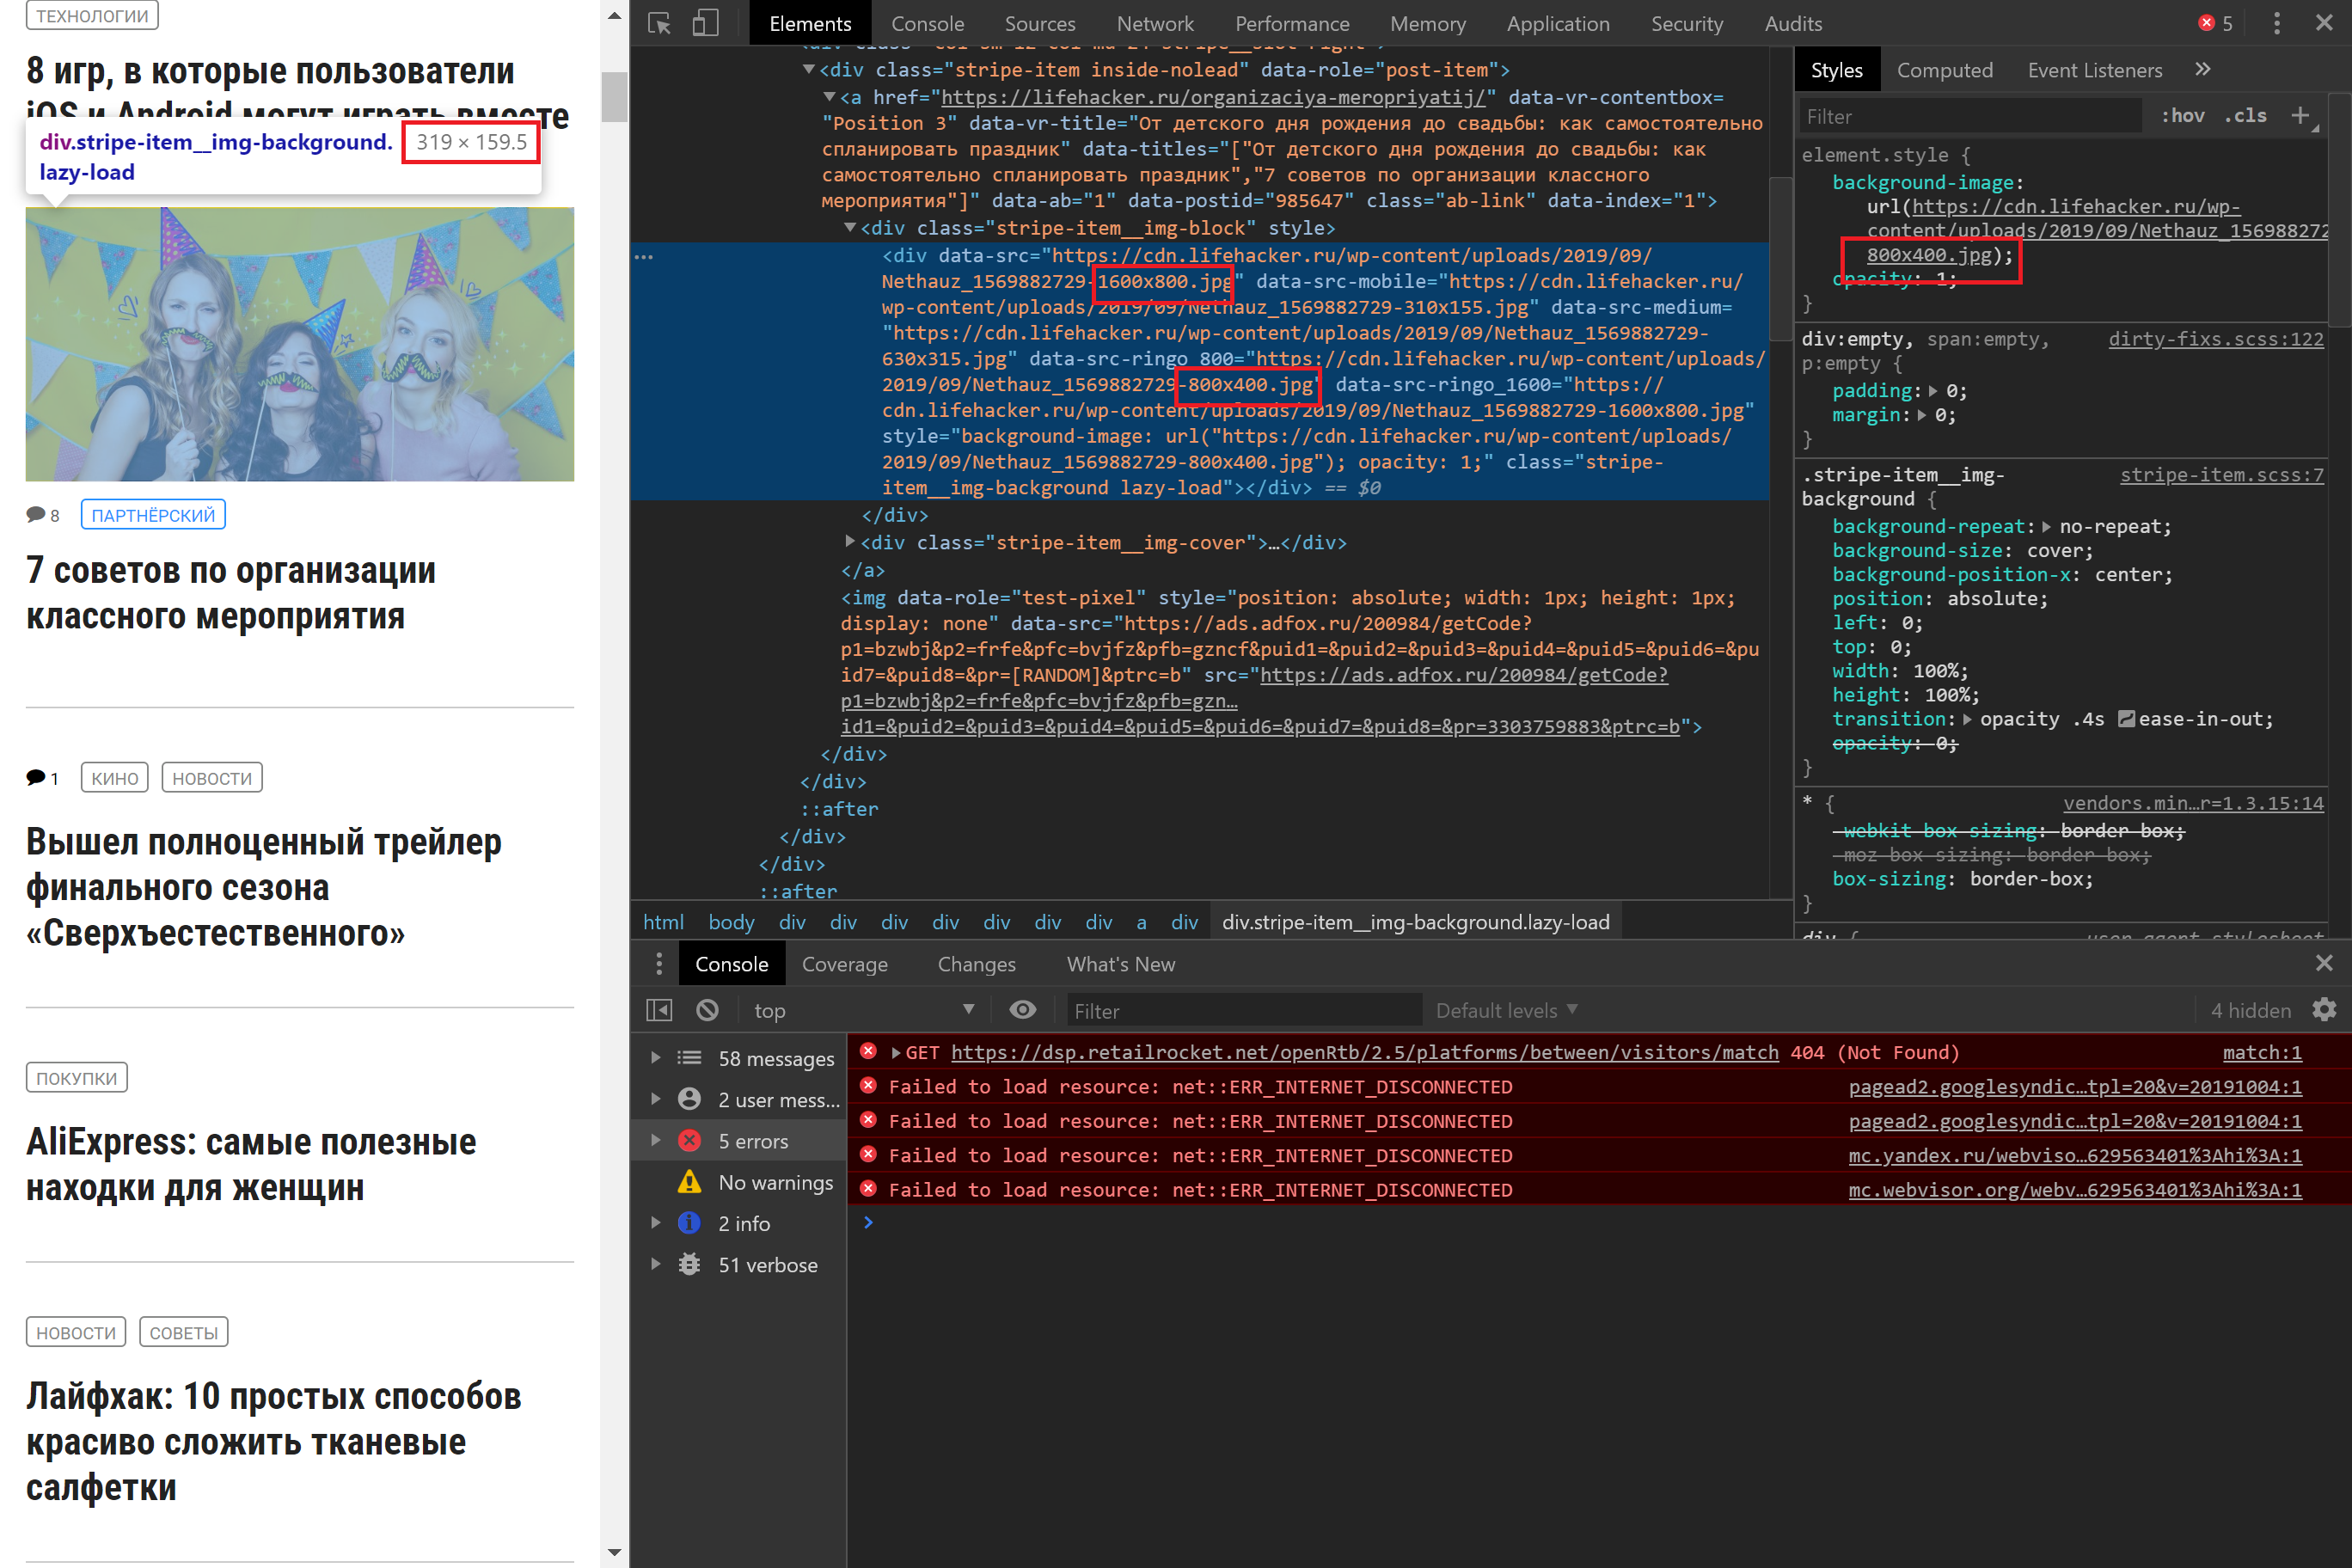 ТЕХНОЛОГИИ
8 игр, в которые пользователи
iOS и Android могут играть вместе
div.stripe-item__img-background. 319 × 159.5
lazy-load
8 ПАРТНЁРСКИЙ
7 советов по организации
классного мероприятия
1 КИНО НОВОСТИ
Вышел полноценный трейлер
финального сезона
«Сверхъестественного»
ПОКУПКИ
AliExpress: самые полезные
находки для женщин
НОВОСТИ СОВЕТЫ
Лайфхак: 10 простых способов
красиво сложить тканевые
салфетки
Elements Console Sources Network Performance Memory Application Security Audits 5
<div class="stripe-item inside-nolead" data-role="post-item">
<a href="https://lifehacker.ru/organizaciya-meropriyatij/" data-vr-contentbox=
"Position 3" data-vr-title="От детского дня рождения до свадьбы: как самостоятельно
спланировать праздник" data-titles="["От детского дня рождения до свадьбы: как
самостоятельно спланировать праздник","7 советов по организации классного
мероприятия"]" data-ab="1" data-postid="985647" class="ab-link" data-index="1">
<div class="stripe-item__img-block" style>
<div data-src="https://cdn.lifehacker.ru/wp-content/uploads/2019/09/
Nethauz_1569882729-1600x800.jpg" data-src-mobile="https://cdn.lifehacker.ru/
wp-content/uploads/2019/09/Nethauz_1569882729-310x155.jpg" data-src-medium=
"https://cdn.lifehacker.ru/wp-content/uploads/2019/09/Nethauz_1569882729-
630x315.jpg" data-src-ringo_800="https://cdn.lifehacker.ru/wp-content/uploads/
2019/09/Nethauz_1569882729-800x400.jpg" data-src-ringo_1600="https://
cdn.lifehacker.ru/wp-content/uploads/2019/09/Nethauz_1569882729-1600x800.jpg"
style="background-image: url("https://cdn.lifehacker.ru/wp-content/uploads/
2019/09/Nethauz_1569882729-800x400.jpg"); opacity: 1;" class="stripe-
item__img-background lazy-load"></div> == $0
</div>
<div class="stripe-item__img-cover">…</div>
</a>
<img data-role="test-pixel" style="position: absolute; width: 1px; height: 1px;
display: none" data-src="https://ads.adfox.ru/200984/getCode?
p1=bzwbj&p2=frfe&pfc=bvjfz&pfb=gzncf&puid1=&puid2=&puid3=&puid4=&puid5=&puid6=&pu
id7=&puid8=&pr=[RANDOM]&ptrc=b" src="https://ads.adfox.ru/200984/getCode?
p1=bzwbj&p2=frfe&pfc=bvjfz&pfb=gzn…
id1=&puid2=&puid3=&puid4=&puid5=&puid6=&puid7=&puid8=&pr=3303759883&ptrc=b">
</div>
</div>
::after
</div>
</div>
::after
html body div div div div div div div a div div.stripe-item__img-background.lazy-load
Styles Computed Event Listeners »
Filter :hov .cls +
element.style {
background-image:
url(https://cdn.lifehacker.ru/wp-
content/uploads/2019/09/Nethauz_156988272
800x400.jpg);
opacity: 1;
}
div:empty, span:empty, dirty-fixs.scss:122
p:empty {
padding: 0;
margin: 0;
}
.stripe-item__img- stripe-item.scss:7
background {
background-repeat: no-repeat;
background-size: cover;
background-position-x: center;
position: absolute;
left: 0;
top: 0;
width: 100%;
height: 100%;
transition: opacity .4s ease-in-out;
opacity: 0;
}
* { vendors.min…r=1.3.15:14
-webkit-box-sizing: border-box;
-moz-box-sizing: border-box;
box-sizing: border-box;
}
div { user agent stylesheet
Console Coverage Changes What's New
top Filter Default levels 4 hidden
58 messages
2 user mess…
5 errors
No warnings
2 info
51 verbose
GET https://dsp.retailrocket.net/openRtb/2.5/platforms/between/visitors/match 404 (Not Found) match:1
Failed to load resource: net::ERR_INTERNET_DISCONNECTED pagead2.googlesyndic…tpl=20&v=20191004:1
Failed to load resource: net::ERR_INTERNET_DISCONNECTED pagead2.googlesyndic…tpl=20&v=20191004:1
Failed to load resource: net::ERR_INTERNET_DISCONNECTED mc.yandex.ru/webviso…629563401%3Ahi%3A:1
Failed to load resource: net::ERR_INTERNET_DISCONNECTED mc.webvisor.org/webv…629563401%3Ahi%3A:1